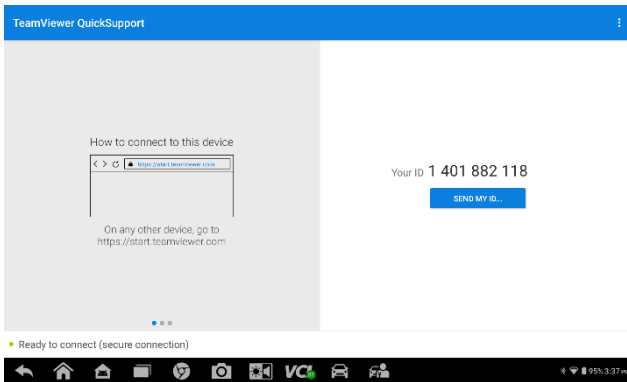 TeamViewer QuickSupport
How to connect to this device
https://start.teamviewer.com
On any other device, go to
https://start.teamviewer.com
Your ID 1 401 882 118
SEND MY ID...
Ready to connect (secure connection)
VCI
95% 3:37 PM